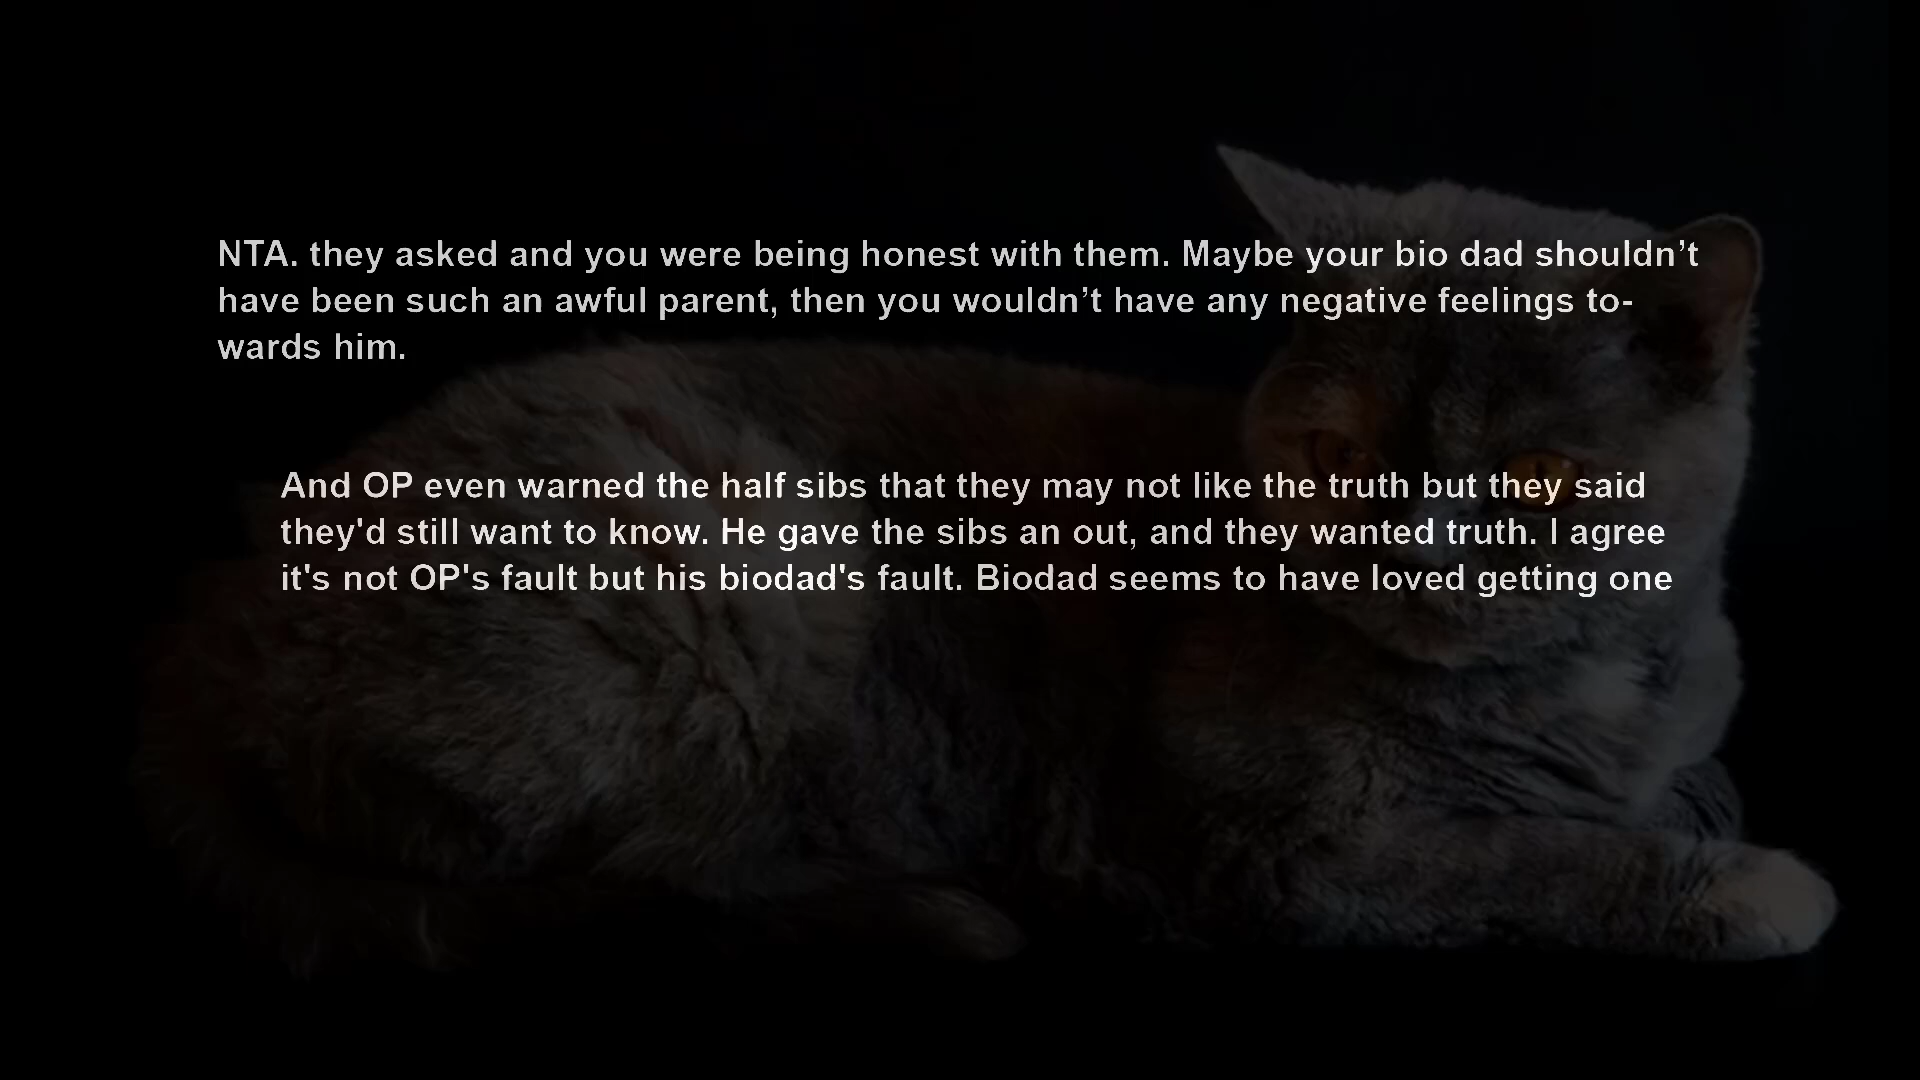 NTA. they asked and you were being honest with them. Maybe your bio dad shouldn’t
have been such an awful parent, then you wouldn’t have any negative feelings to-
wards him.
And OP even warned the half sibs that they may not like the truth but they said
they'd still want to know. He gave the sibs an out, and they wanted truth. I agree
it's not OP's fault but his biodad's fault. Biodad seems to have loved getting one